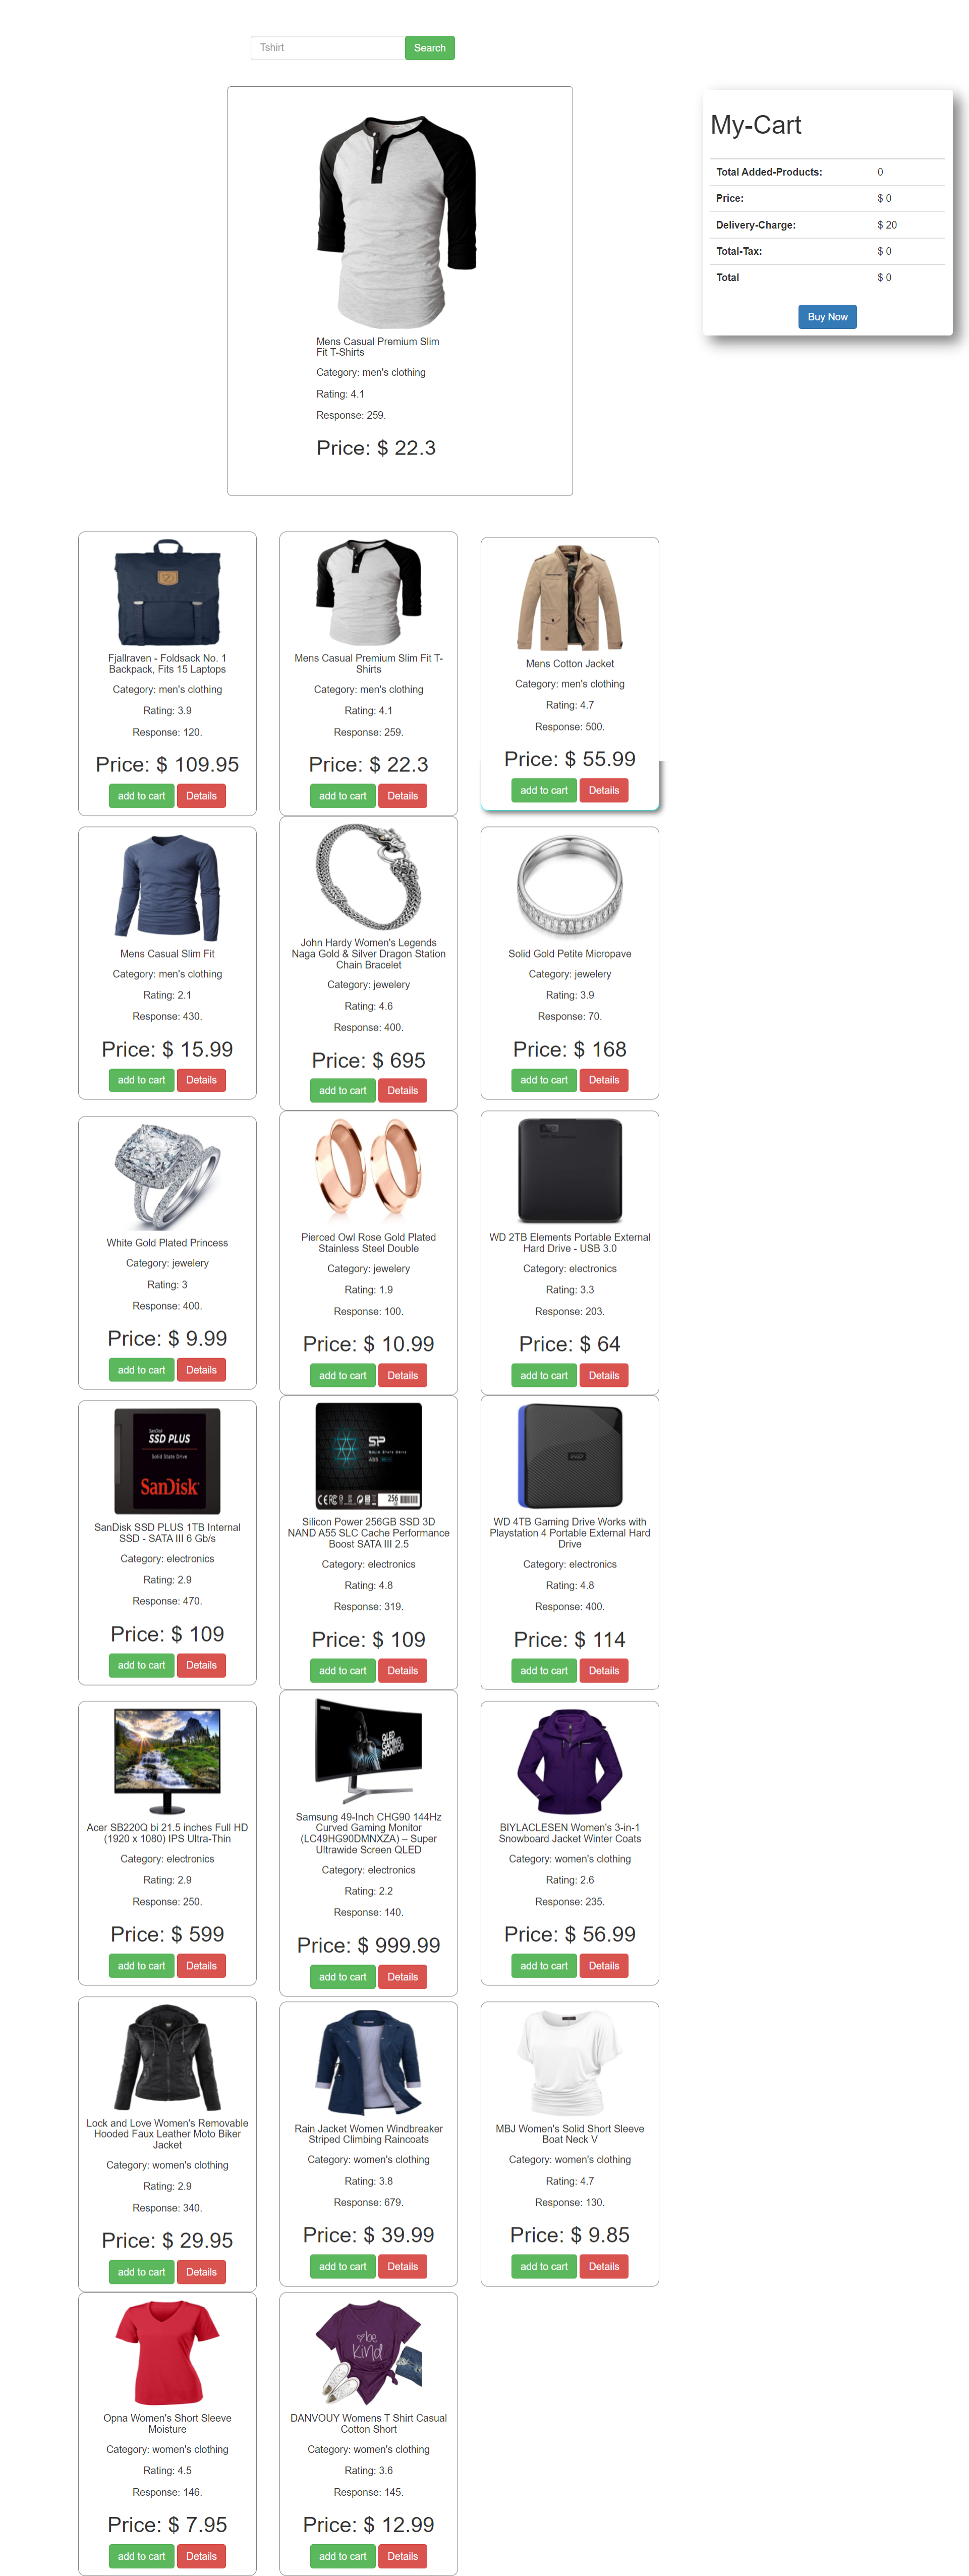 Tshirt
Search
Mens Casual Premium Slim
Fit T-Shirts
Category: men's clothing
Rating: 4.1
Response: 259.
Price: $ 22.3
My-Cart
Total Added-Products: 0
Price: $ 0
Delivery-Charge: $ 20
Total-Tax: $ 0
Total $ 0
Buy Now
Fjallraven - Foldsack No. 1
Backpack, Fits 15 Laptops
Category: men's clothing
Rating: 3.9
Response: 120.
Price: $ 109.95
add to cart Details
Mens Casual Premium Slim Fit T-
Shirts
Category: men's clothing
Rating: 4.1
Response: 259.
Price: $ 22.3
add to cart Details
Mens Cotton Jacket
Category: men's clothing
Rating: 4.7
Response: 500.
Price: $ 55.99
add to cart Details
Mens Casual Slim Fit
Category: men's clothing
Rating: 2.1
Response: 430.
Price: $ 15.99
add to cart Details
John Hardy Women's Legends
Naga Gold & Silver Dragon Station
Chain Bracelet
Category: jewelery
Rating: 4.6
Response: 400.
Price: $ 695
add to cart Details
Solid Gold Petite Micropave
Category: jewelery
Rating: 3.9
Response: 70.
Price: $ 168
add to cart Details
White Gold Plated Princess
Category: jewelery
Rating: 3
Response: 400.
Price: $ 9.99
add to cart Details
Pierced Owl Rose Gold Plated
Stainless Steel Double
Category: jewelery
Rating: 1.9
Response: 100.
Price: $ 10.99
add to cart Details
WD 2TB Elements Portable External
Hard Drive - USB 3.0
Category: electronics
Rating: 3.3
Response: 203.
Price: $ 64
add to cart Details
SanDisk
SSD PLUS
Solid State Drive
SanDisk
SanDisk SSD PLUS 1TB Internal
SSD - SATA III 6 Gb/s
Category: electronics
Rating: 2.9
Response: 470.
Price: $ 109
add to cart Details
SP
Solid State Drive
A55
256
Silicon Power 256GB SSD 3D
NAND A55 SLC Cache Performance
Boost SATA III 2.5
Category: electronics
Rating: 4.8
Response: 319.
Price: $ 109
add to cart Details
WD 4TB Gaming Drive Works with
Playstation 4 Portable External Hard
Drive
Category: electronics
Rating: 4.8
Response: 400.
Price: $ 114
add to cart Details
Acer SB220Q bi 21.5 inches Full HD
(1920 x 1080) IPS Ultra-Thin
Category: electronics
Rating: 2.9
Response: 250.
Price: $ 599
add to cart Details
QLED
GAMING
MONITOR
Samsung 49-Inch CHG90 144Hz
Curved Gaming Monitor
(LC49HG90DMNXZA) – Super
Ultrawide Screen QLED
Category: electronics
Rating: 2.2
Response: 140.
Price: $ 999.99
add to cart Details
BIYLACLESEN Women's 3-in-1
Snowboard Jacket Winter Coats
Category: women's clothing
Rating: 2.6
Response: 235.
Price: $ 56.99
add to cart Details
Lock and Love Women's Removable
Hooded Faux Leather Moto Biker
Jacket
Category: women's clothing
Rating: 2.9
Response: 340.
Price: $ 29.95
add to cart Details
Rain Jacket Women Windbreaker
Striped Climbing Raincoats
Category: women's clothing
Rating: 3.8
Response: 679.
Price: $ 39.99
add to cart Details
MBJ Women's Solid Short Sleeve
Boat Neck V
Category: women's clothing
Rating: 4.7
Response: 130.
Price: $ 9.85
add to cart Details
Opna Women's Short Sleeve
Moisture
Category: women's clothing
Rating: 4.5
Response: 146.
Price: $ 7.95
add to cart Details
be
kind
DANVOUY Womens T Shirt Casual
Cotton Short
Category: women's clothing
Rating: 3.6
Response: 145.
Price: $ 12.99
add to cart Details